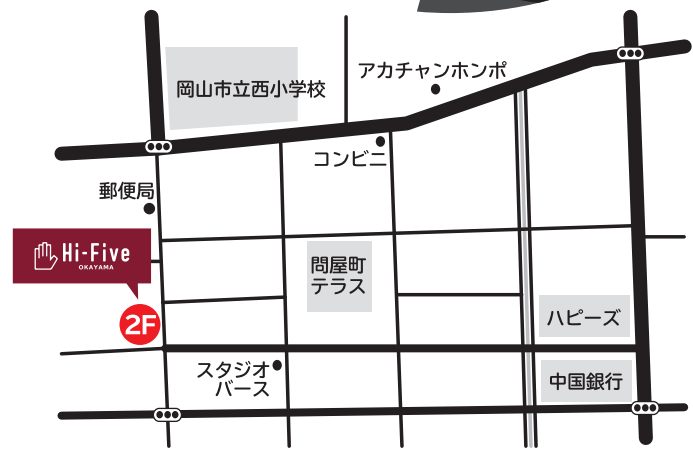 アカチャンホンポ
岡山市立西小学校
コンビニ
郵便局
Hi-Five
OKAYAMA
問屋町
テラス
2F
ハピーズ
スタジオ
バース
中国銀行